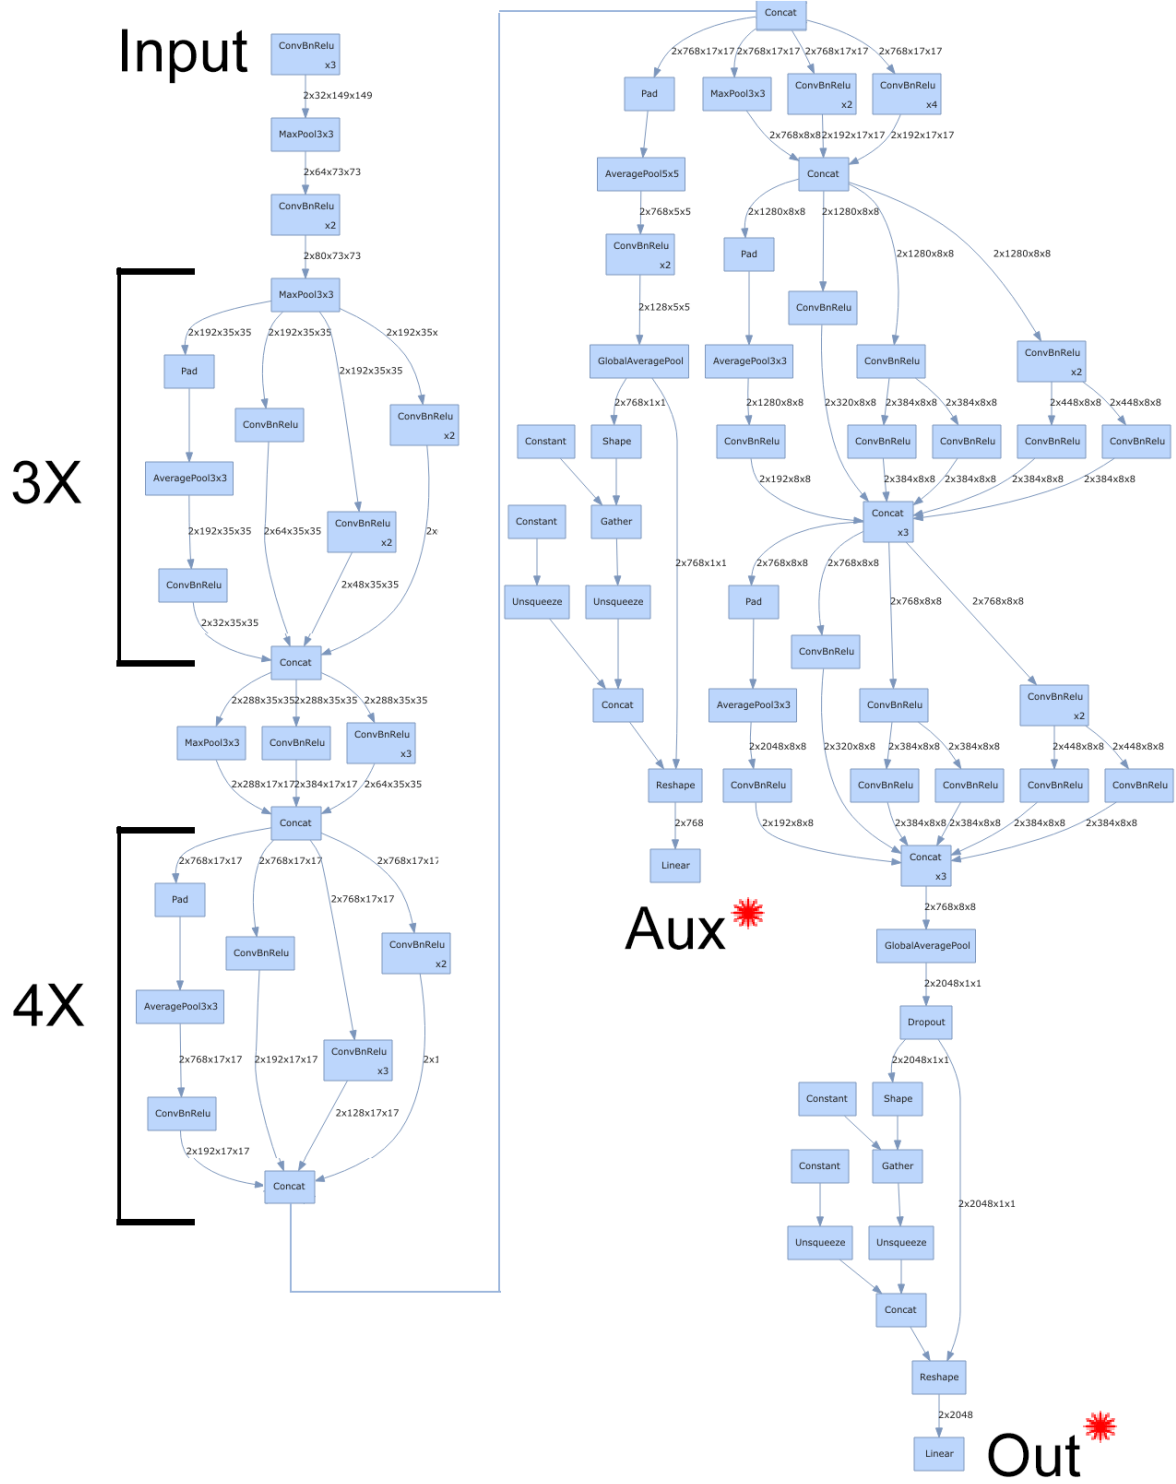 Input
ConvBnRelu
x3
2x32x149x149
MaxPool3x3
2x64x73x73
ConvBnRelu
x2
2x80x73x73
MaxPool3x3
2x192x35x35
2x192x35x35
2x192x35x35
2x192x35x
Pad
ConvBnRelu
ConvBnRelu
x2
3X
AveragePool3x3
ConvBnRelu
x2
2x192x35x35
2x64x35x35
2x
ConvBnRelu
2x48x35x35
2x32x35x35
Concat
2x288x35x35
2x288x35x35
2x288x35x35
MaxPool3x3
ConvBnRelu
ConvBnRelu
x3
2x288x17x17
2x384x17x17
2x64x35x35
Concat
2x768x17x17
2x768x17x17
2x768x17x17
2x768x17x17
Pad
ConvBnRelu
ConvBnRelu
x2
4X
AveragePool3x3
ConvBnRelu
x3
2x768x17x17
2x192x17x17
2x1
ConvBnRelu
2x128x17x17
2x192x17x17
Concat
Concat
2x768x17x17
2x768x17x17
2x768x17x17
2x768x17x17
Pad
MaxPool3x3
ConvBnRelu
x2
ConvBnRelu
x4
2x768x8x8
2x192x17x17
2x192x17x17
AveragePool5x5
Concat
2x768x5x5
2x1280x8x8
2x1280x8x8
2x1280x8x8
2x1280x8x8
ConvBnRelu
x2
Pad
2x128x5x5
ConvBnRelu
GlobalAveragePool
AveragePool3x3
ConvBnRelu
ConvBnRelu
x2
2x768x1x1
2x1280x8x8
2x320x8x8
2x384x8x8
2x384x8x8
2x448x8x8
2x448x8x8
Constant
Shape
ConvBnRelu
ConvBnRelu
ConvBnRelu
ConvBnRelu
ConvBnRelu
2x192x8x8
2x384x8x8
2x384x8x8
2x384x8x8
2x384x8x8
Constant
Gather
Concat
x3
2x768x1x1
2x768x8x8
2x768x8x8
2x768x8x8
2x768x8x8
Unsqueeze
Unsqueeze
Pad
ConvBnRelu
Concat
AveragePool3x3
ConvBnRelu
ConvBnRelu
x2
2x2048x8x8
2x320x8x8
2x384x8x8
2x384x8x8
2x448x8x8
2x448x8x8
Reshape
ConvBnRelu
ConvBnRelu
ConvBnRelu
ConvBnRelu
ConvBnRelu
2x768
2x192x8x8
2x384x8x8
2x384x8x8
2x384x8x8
2x384x8x8
Linear
Concat
x3
Aux
2x768x8x8
GlobalAveragePool
2x2048x1x1
Dropout
2x2048x1x1
Constant
Shape
Constant
Gather
2x2048x1x1
Unsqueeze
Unsqueeze
Concat
Reshape
2x2048
Linear
Out